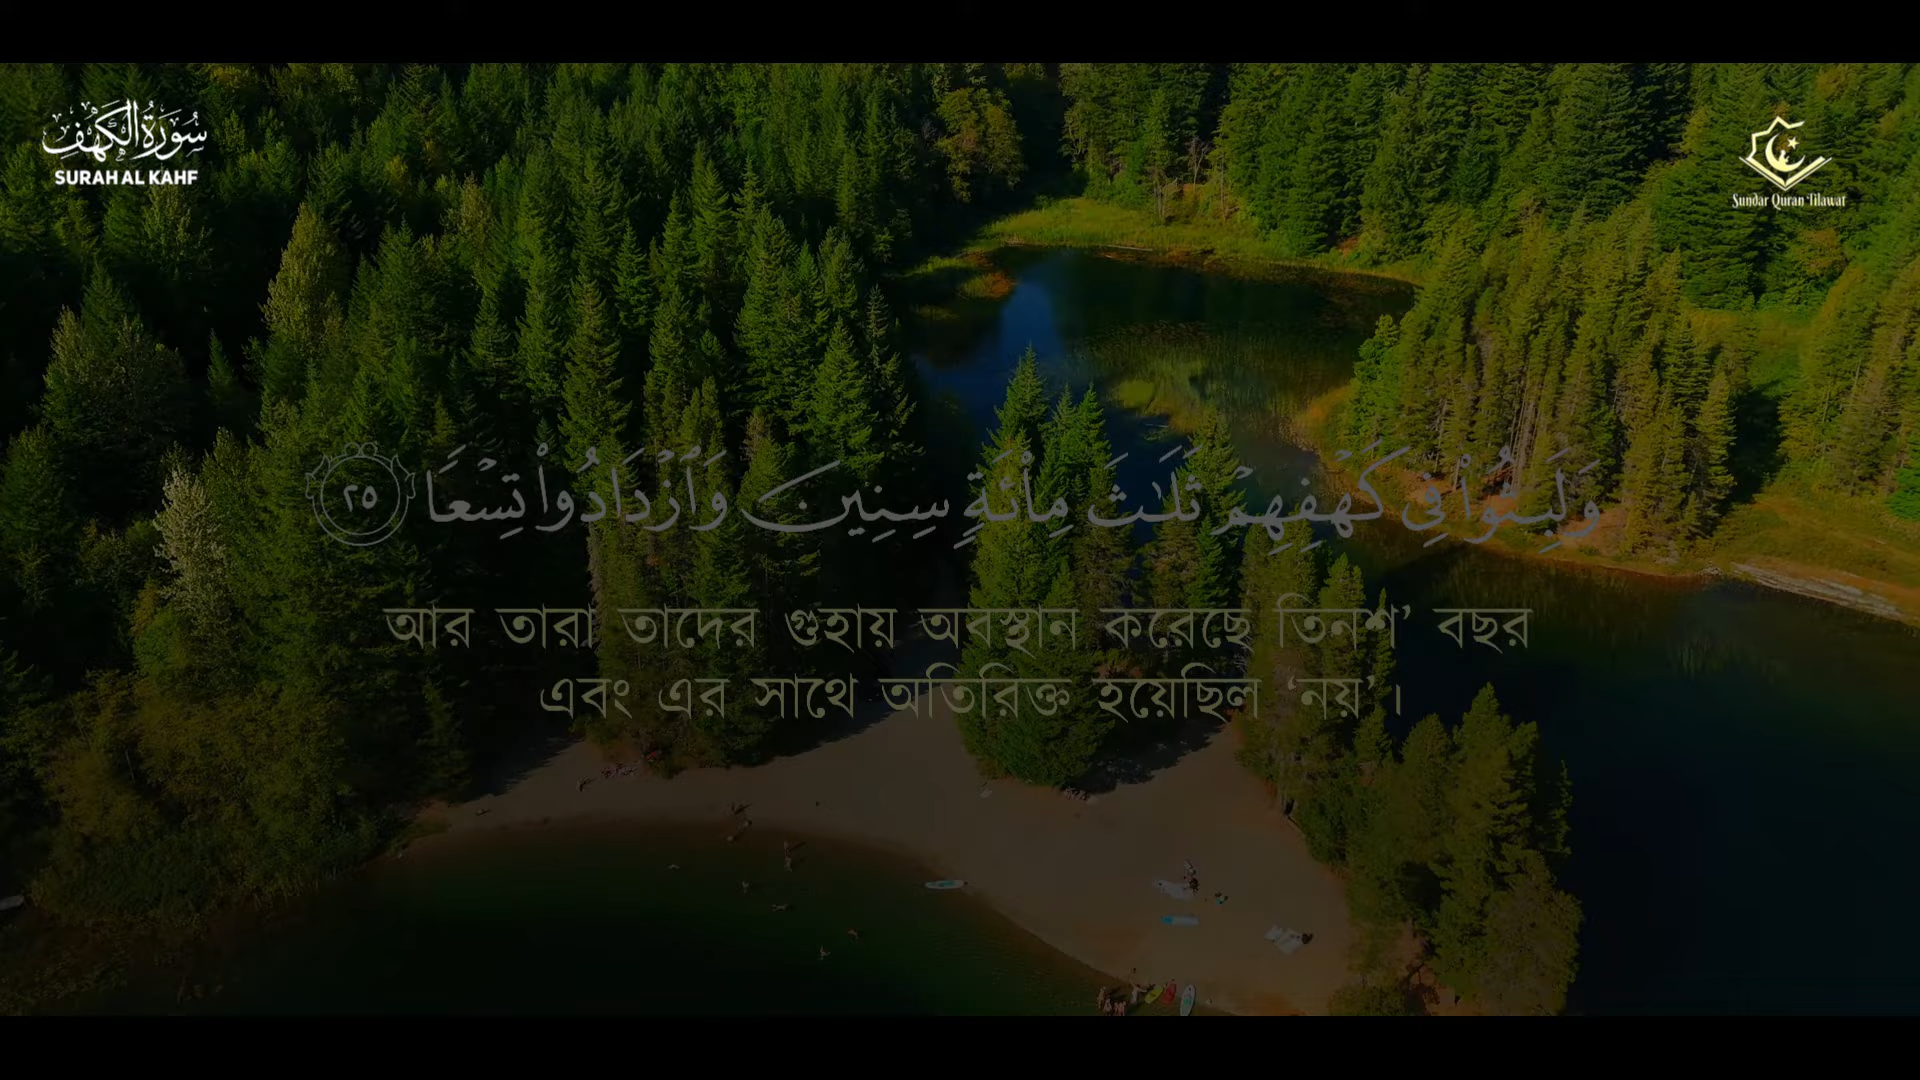 سُورَةُ الكَهْفِ
SURAH AL KAHF
Sundar Quran Tilawat
وَلَبِثُوا۟ فِى كَهْفِهِمْ ثَلَٰثَ مِا۟ئَةٍ سِنِينَ وَٱزْدَادُوا۟ تِسْعًا ٢٥
আর তারা তাদের গুহায় অবস্থান করেছে তিনশ’ বছর
এবং এর সাথে অতিরিক্ত হয়েছিল ‘নয়’।